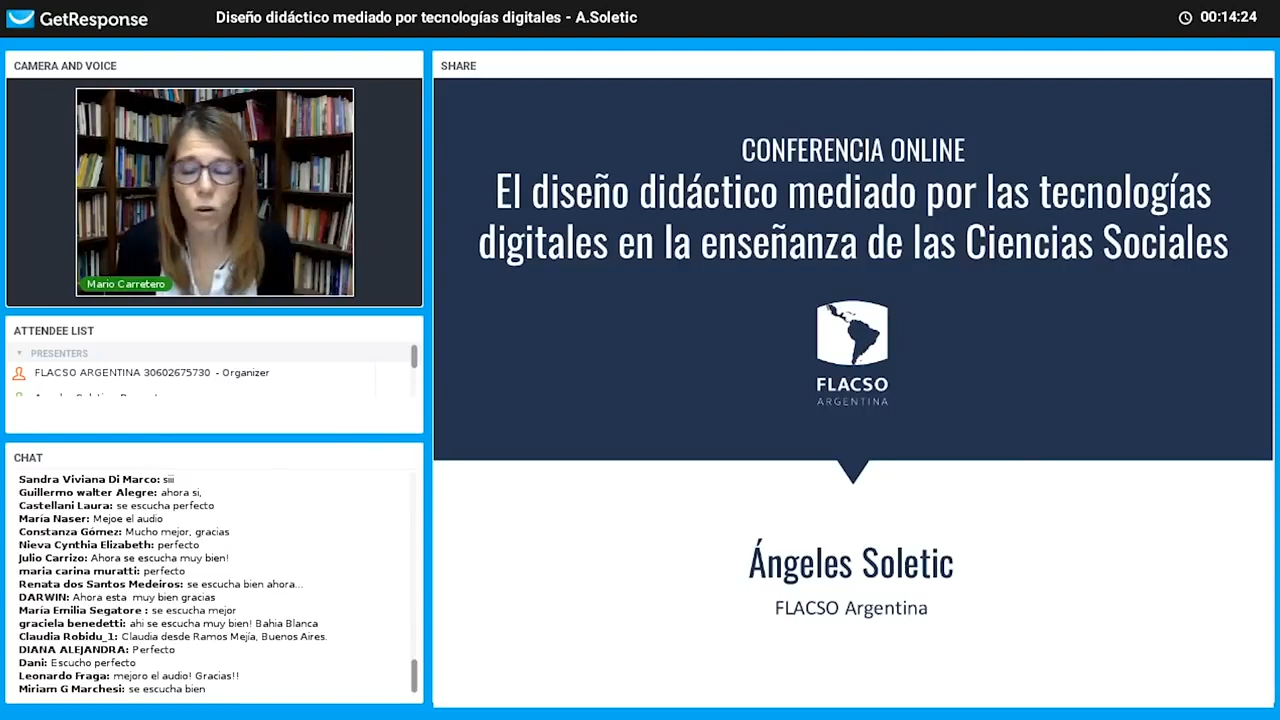 GetResponse
Diseño didáctico mediado por tecnologías digitales - A.Soletic
00:14:24
CAMERA AND VOICE
Mario Carretero
ATTENDEE LIST
PRESENTERS
FLACSO ARGENTINA 30602675730 - Organizer
CHAT
Sandra Viviana Di Marco: siii
Guillermo walter Alegre: ahora si,
Castellani Laura: se escucha perfecto
María Naser: Mejoe el audio
Constanza Gómez: Mucho mejor, gracias
Nieva Cynthia Elizabeth: perfecto
Julio Carrizo: Ahora se escucha muy bien!
maria carina muratti: perfecto
Renata dos Santos Medeiros: se escucha bien ahora...
DARWIN: Ahora esta muy bien gracias
María Emilia Segatore : se escucha mejor
graciela benedetti: ahi se escucha muy bien! Bahia Blanca
Claudia Robidu_1: Claudia desde Ramos Mejía, Buenos Aires.
DIANA ALEJANDRA: Perfecto
Dani: Escucho perfecto
Leonardo Fraga: mejoro el audio! Gracias!!
Miriam G Marchesi: se escucha bien
SHARE
CONFERENCIA ONLINE
El diseño didáctico mediado por las tecnologías
digitales en la enseñanza de las Ciencias Sociales
FLACSO
ARGENTINA
Ángeles Soletic
FLACSO Argentina